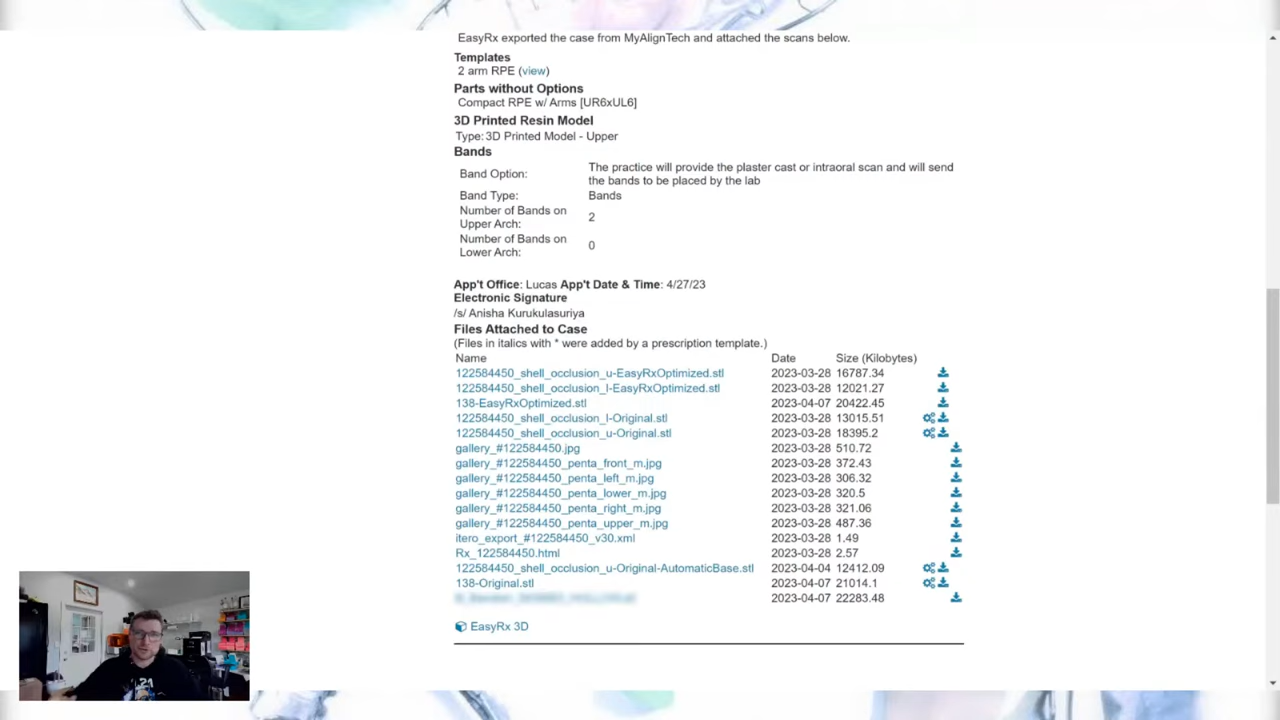 EasyRx exported the case from MyAlignTech and attached the scans below.
Templates
2 arm RPE (view)
Parts without Options
Compact RPE w/ Arms [UR6xUL6]
3D Printed Resin Model
Type: 3D Printed Model - Upper
Bands
Band Option: The practice will provide the plaster cast or intraoral scan and will send
the bands to be placed by the lab
Band Type: Bands
Number of Bands on
Upper Arch: 2
Number of Bands on
Lower Arch: 0
App't Office: Lucas App't Date & Time: 4/27/23
Electronic Signature
/s/ Anisha Kurukulasuriya
Files Attached to Case
(Files in italics with * were added by a prescription template.)
Name Date Size (Kilobytes)
122584450_shell_occlusion_u-EasyRxOptimized.stl 2023-03-28 16787.34
122584450_shell_occlusion_l-EasyRxOptimized.stl 2023-03-28 12021.27
138-EasyRxOptimized.stl 2023-04-07 20422.45
122584450_shell_occlusion_l-Original.stl 2023-03-28 13015.51
122584450_shell_occlusion_u-Original.stl 2023-03-28 18395.2
gallery_#122584450.jpg 2023-03-28 510.72
gallery_#122584450_penta_front_m.jpg 2023-03-28 372.43
gallery_#122584450_penta_left_m.jpg 2023-03-28 306.32
gallery_#122584450_penta_lower_m.jpg 2023-03-28 320.5
gallery_#122584450_penta_right_m.jpg 2023-03-28 321.06
gallery_#122584450_penta_upper_m.jpg 2023-03-28 487.36
itero_export_#122584450_v30.xml 2023-03-28 1.49
Rx_122584450.html 2023-03-28 2.57
122584450_shell_occlusion_u-Original-AutomaticBase.stl 2023-04-04 12412.09
138-Original.stl 2023-04-07 21014.1
2023-04-07 22283.48
EasyRx 3D